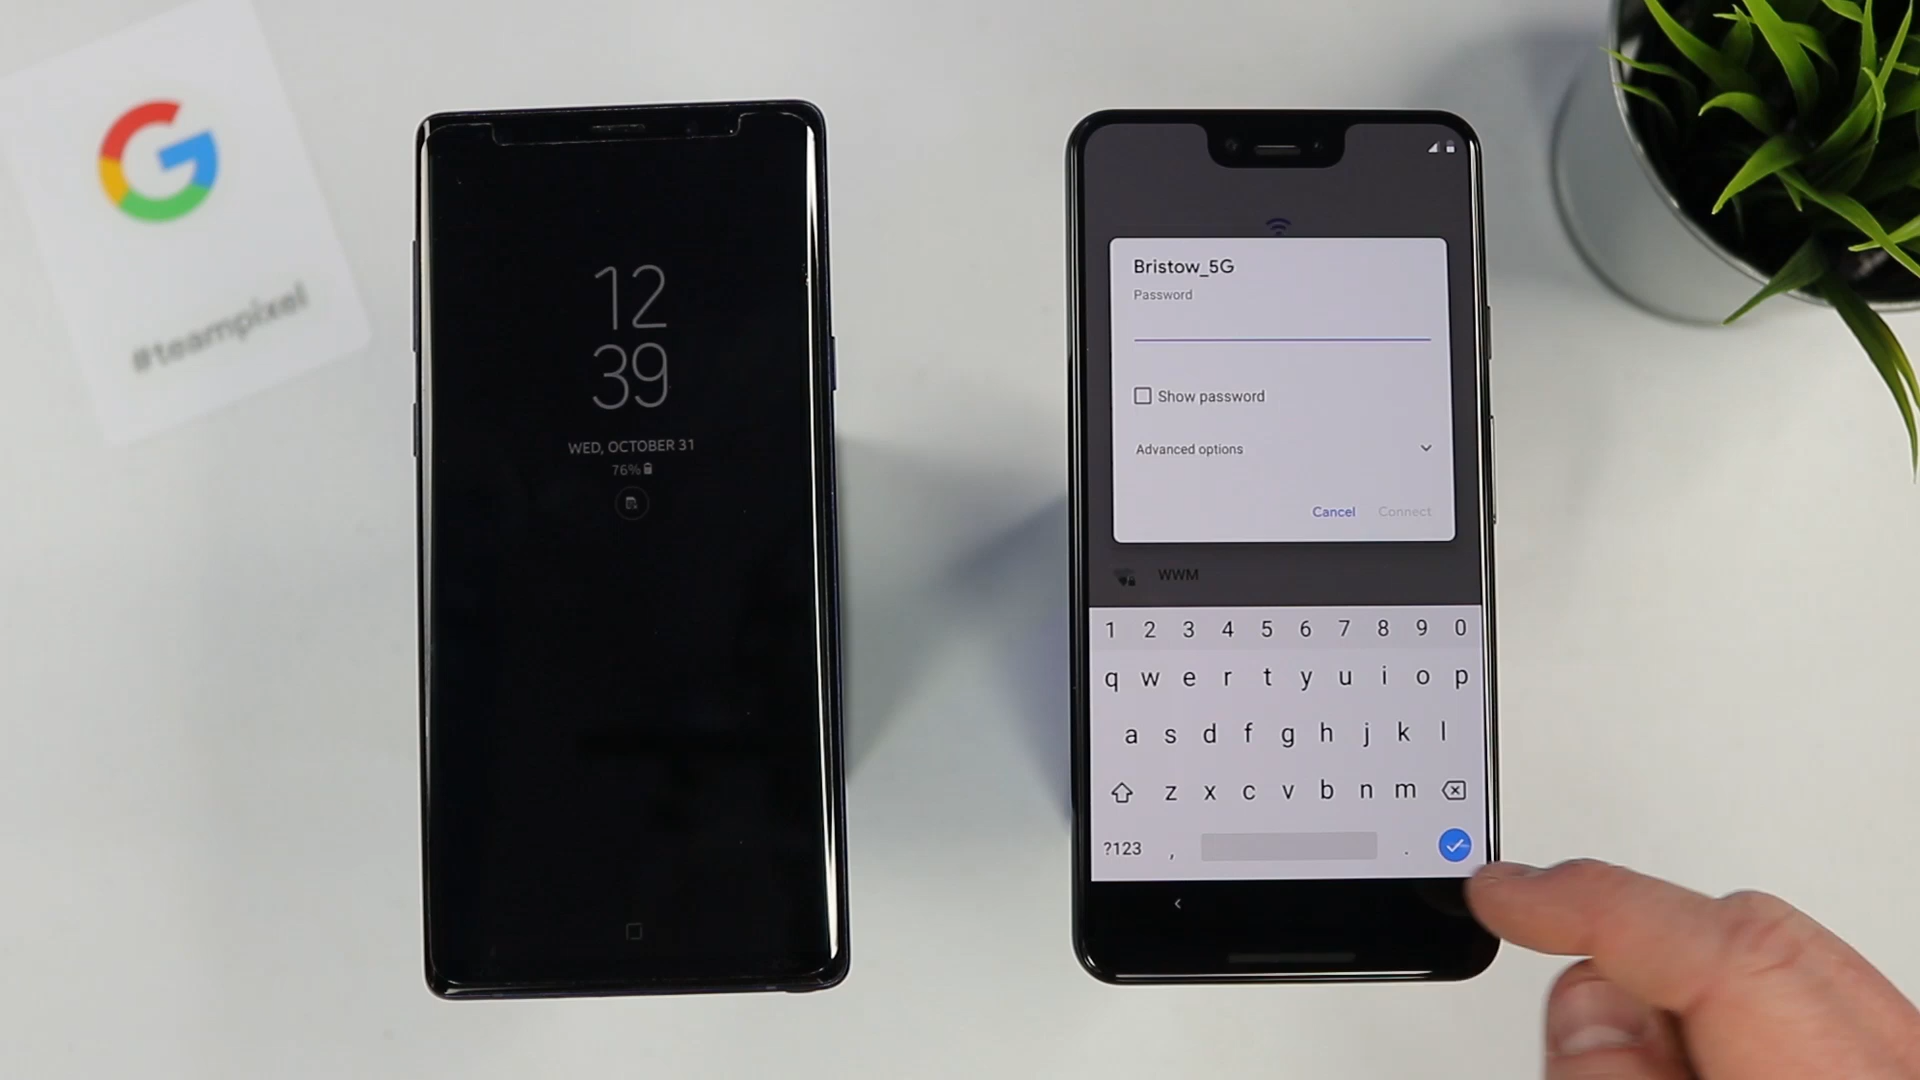 #teampixel
12
39
WED, OCTOBER 31
76%
Bristow_5G
Password
Show password
Advanced options
Cancel Connect
WWM
1 2 3 4 5 6 7 8 9 0
q w e r t y u i o p
a s d f g h j k l
z x c v b n m
?123 , .